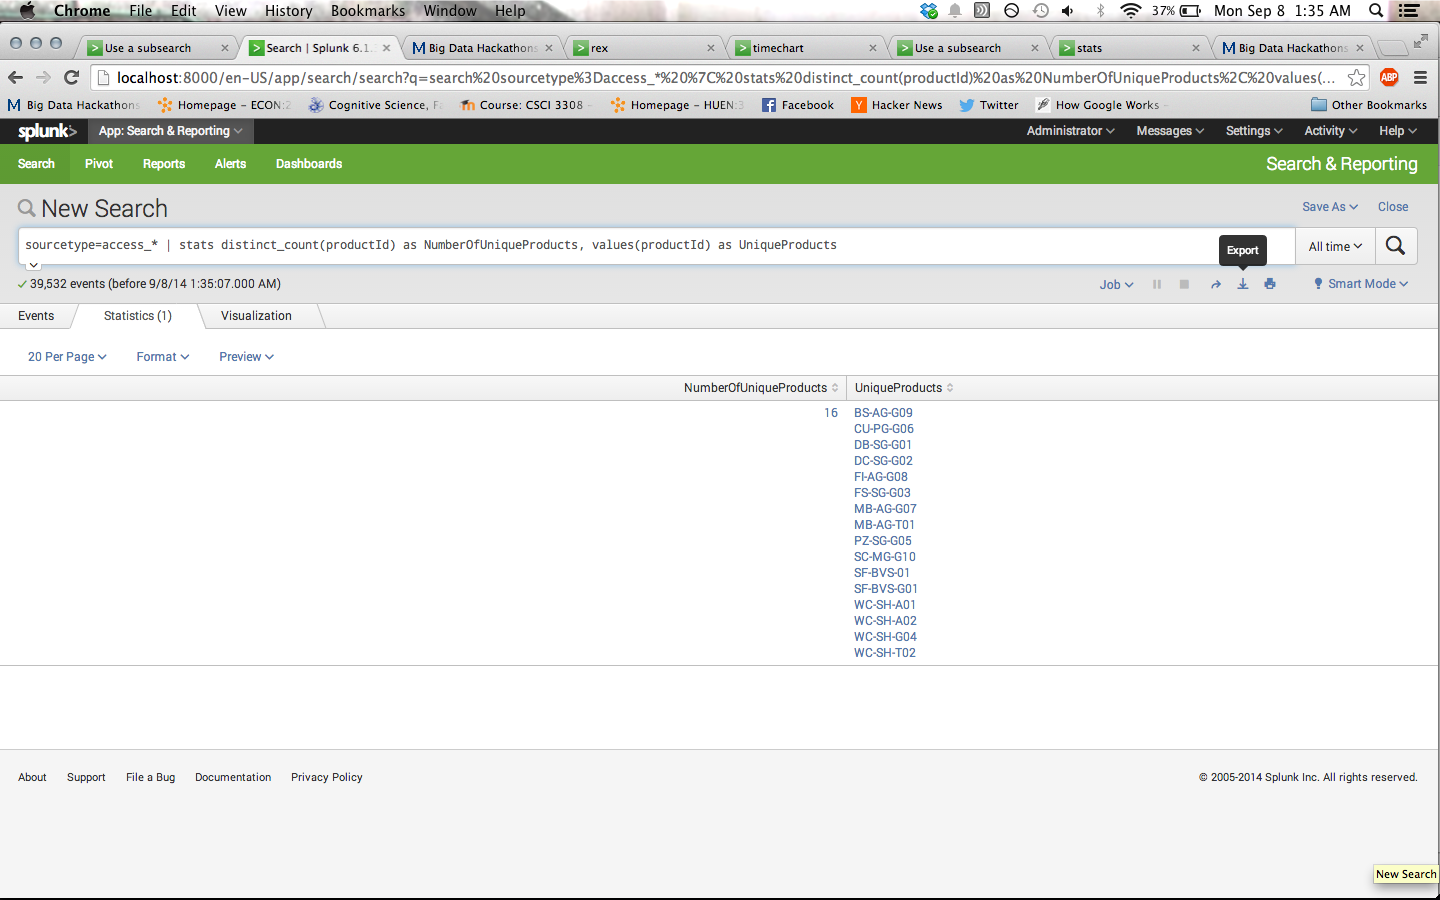 Chrome File Edit View History Bookmarks Window Help 37% Mon Sep 8 1:35 AM
Use a subsearch Search | Splunk 6.1. Big Data Hackathons rex timechart Use a subsearch stats Big Data Hackathons
localhost:8000/en-US/app/search/search?q=search%20sourcetype%3Daccess_*%20%7C%20stats%20distinct_count(productId)%20as%20NumberOfUniqueProducts%2C%20values(... ABP
Big Data Hackathons Homepage – ECON:2 Cognitive Science, Fa Course: CSCI 3308 – Homepage – HUEN:3 Facebook Hacker News Twitter How Google Works – Other Bookmarks
splunk> App: Search & Reporting Administrator Messages Settings Activity Help
Search Pivot Reports Alerts Dashboards Search & Reporting
New Search Save As Close
sourcetype=access_* | stats distinct_count(productId) as NumberOfUniqueProducts, values(productId) as UniqueProducts All time
Export
39,532 events (before 9/8/14 1:35:07.000 AM) Job Smart Mode
Events Statistics (1) Visualization
20 Per Page Format Preview
NumberOfUniqueProducts UniqueProducts
16 BS-AG-G09
CU-PG-G06
DB-SG-G01
DC-SG-G02
FI-AG-G08
FS-SG-G03
MB-AG-G07
MB-AG-T01
PZ-SG-G05
SC-MG-G10
SF-BVS-01
SF-BVS-G01
WC-SH-A01
WC-SH-A02
WC-SH-G04
WC-SH-T02
About Support File a Bug Documentation Privacy Policy © 2005-2014 Splunk Inc. All rights reserved.
New Search